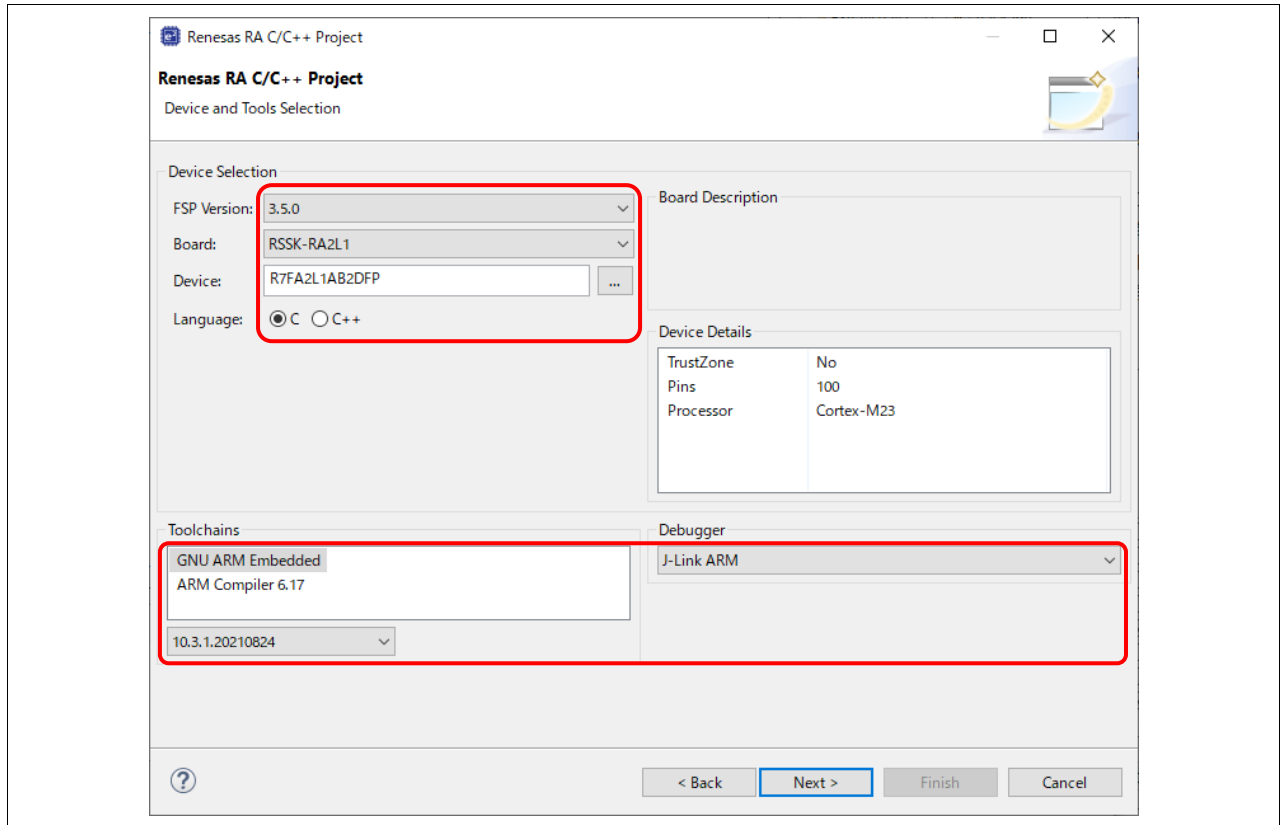 Renesas RA C/C++ Project
Renesas RA C/C++ Project
Device and Tools Selection
Device Selection
FSP Version: 3.5.0
Board: RSSK-RA2L1
Device: R7FA2L1AB2DFP ...
Language: C C++
Board Description
Device Details
TrustZone No
Pins 100
Processor Cortex-M23
Toolchains
GNU ARM Embedded
ARM Compiler 6.17
10.3.1.20210824
Debugger
J-Link ARM
? < Back Next > Finish Cancel